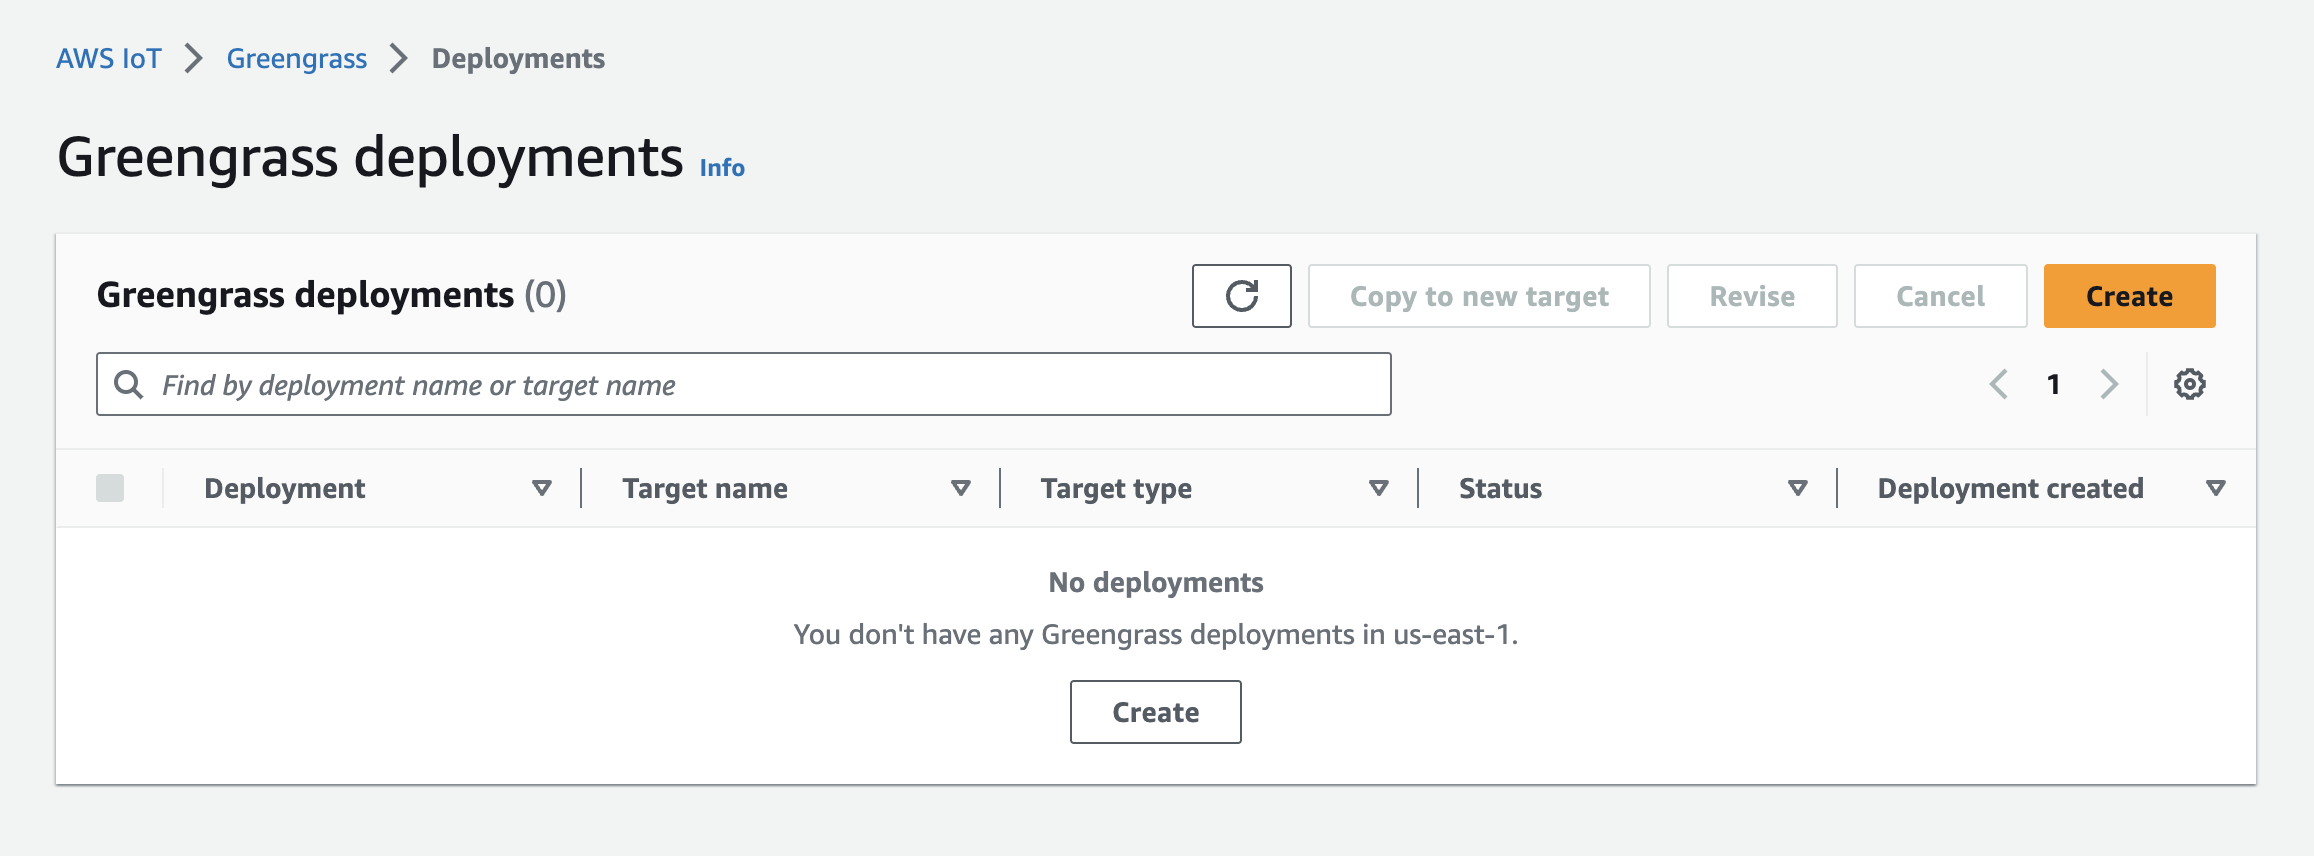 AWS IoT > Greengrass > Deployments
Greengrass deployments Info
Greengrass deployments (0)
Copy to new target Revise Cancel Create
Find by deployment name or target name
1
Deployment Target name Target type Status Deployment created
No deployments
You don't have any Greengrass deployments in us-east-1.
Create